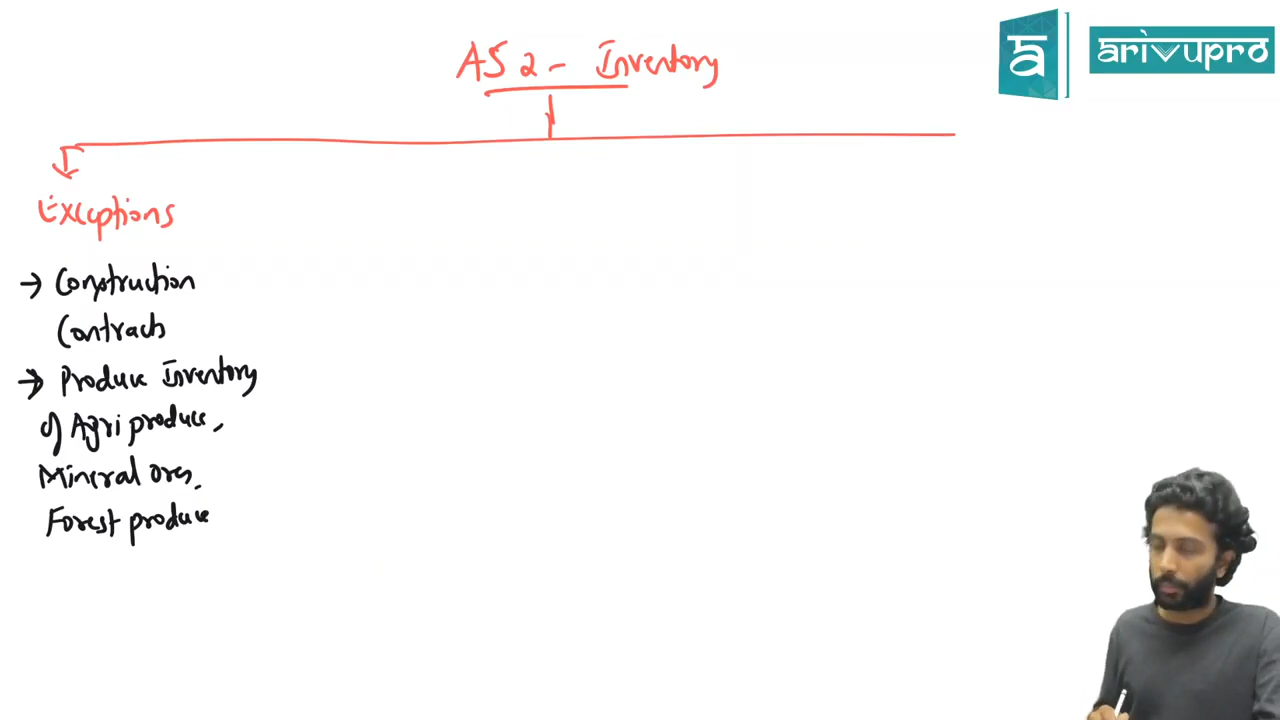 AS 2 - Inventory
arivupro
Exceptions
→ Construction
Contracts
→ Produce Inventory
of Agri produce,
Mineral ores,
Forest produce